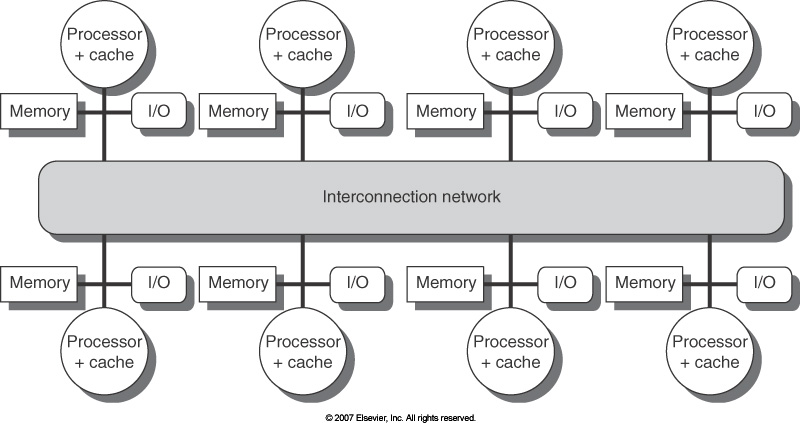 Processor
+ cache
Processor
+ cache
Processor
+ cache
Processor
+ cache
Memory
I/O
Memory
I/O
Memory
I/O
Memory
I/O
Interconnection network
Memory
I/O
Memory
I/O
Memory
I/O
Memory
I/O
Processor
+ cache
Processor
+ cache
Processor
+ cache
Processor
+ cache
© 2007 Elsevier, Inc. All rights reserved.